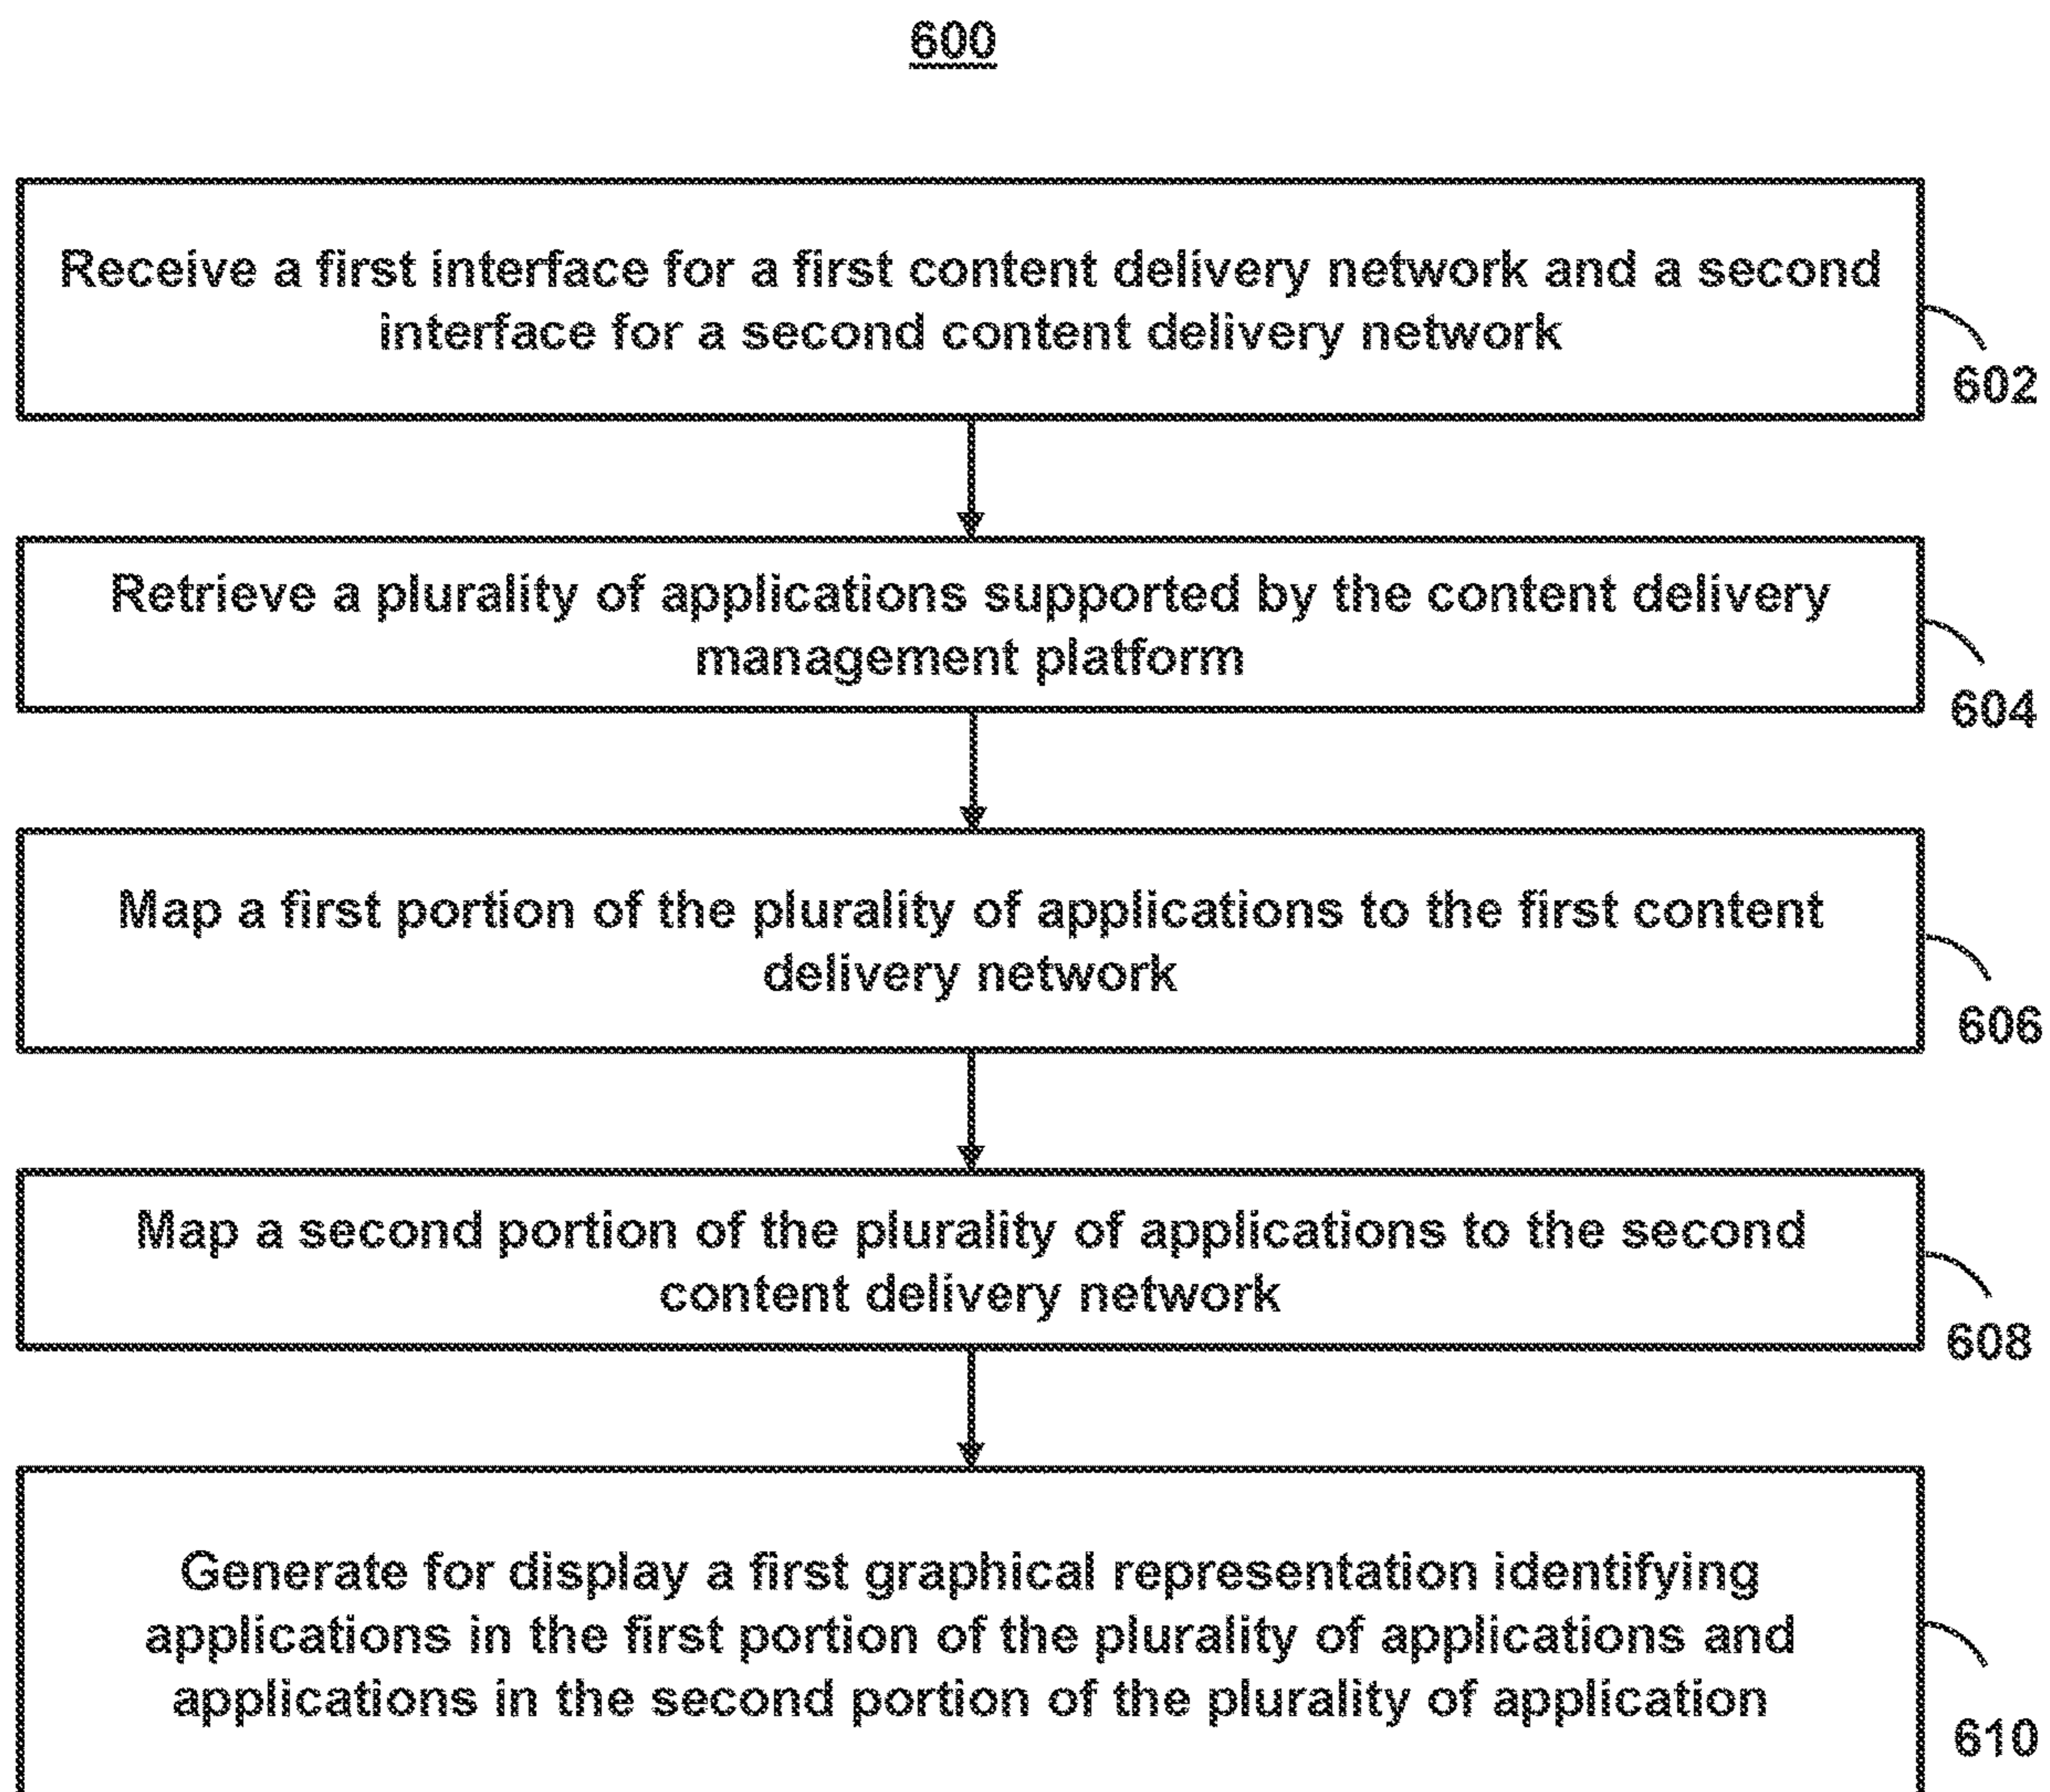 600
Receive a first interface for a first content delivery network and a second
interface for a second content delivery network
602
Retrieve a plurality of applications supported by the content delivery
management platform
604
Map a first portion of the plurality of applications to the first content
delivery network
606
Map a second portion of the plurality of applications to the second
content delivery network
608
Generate for display a first graphical representation identifying
applications in the first portion of the plurality of applications and
applications in the second portion of the plurality of application
610